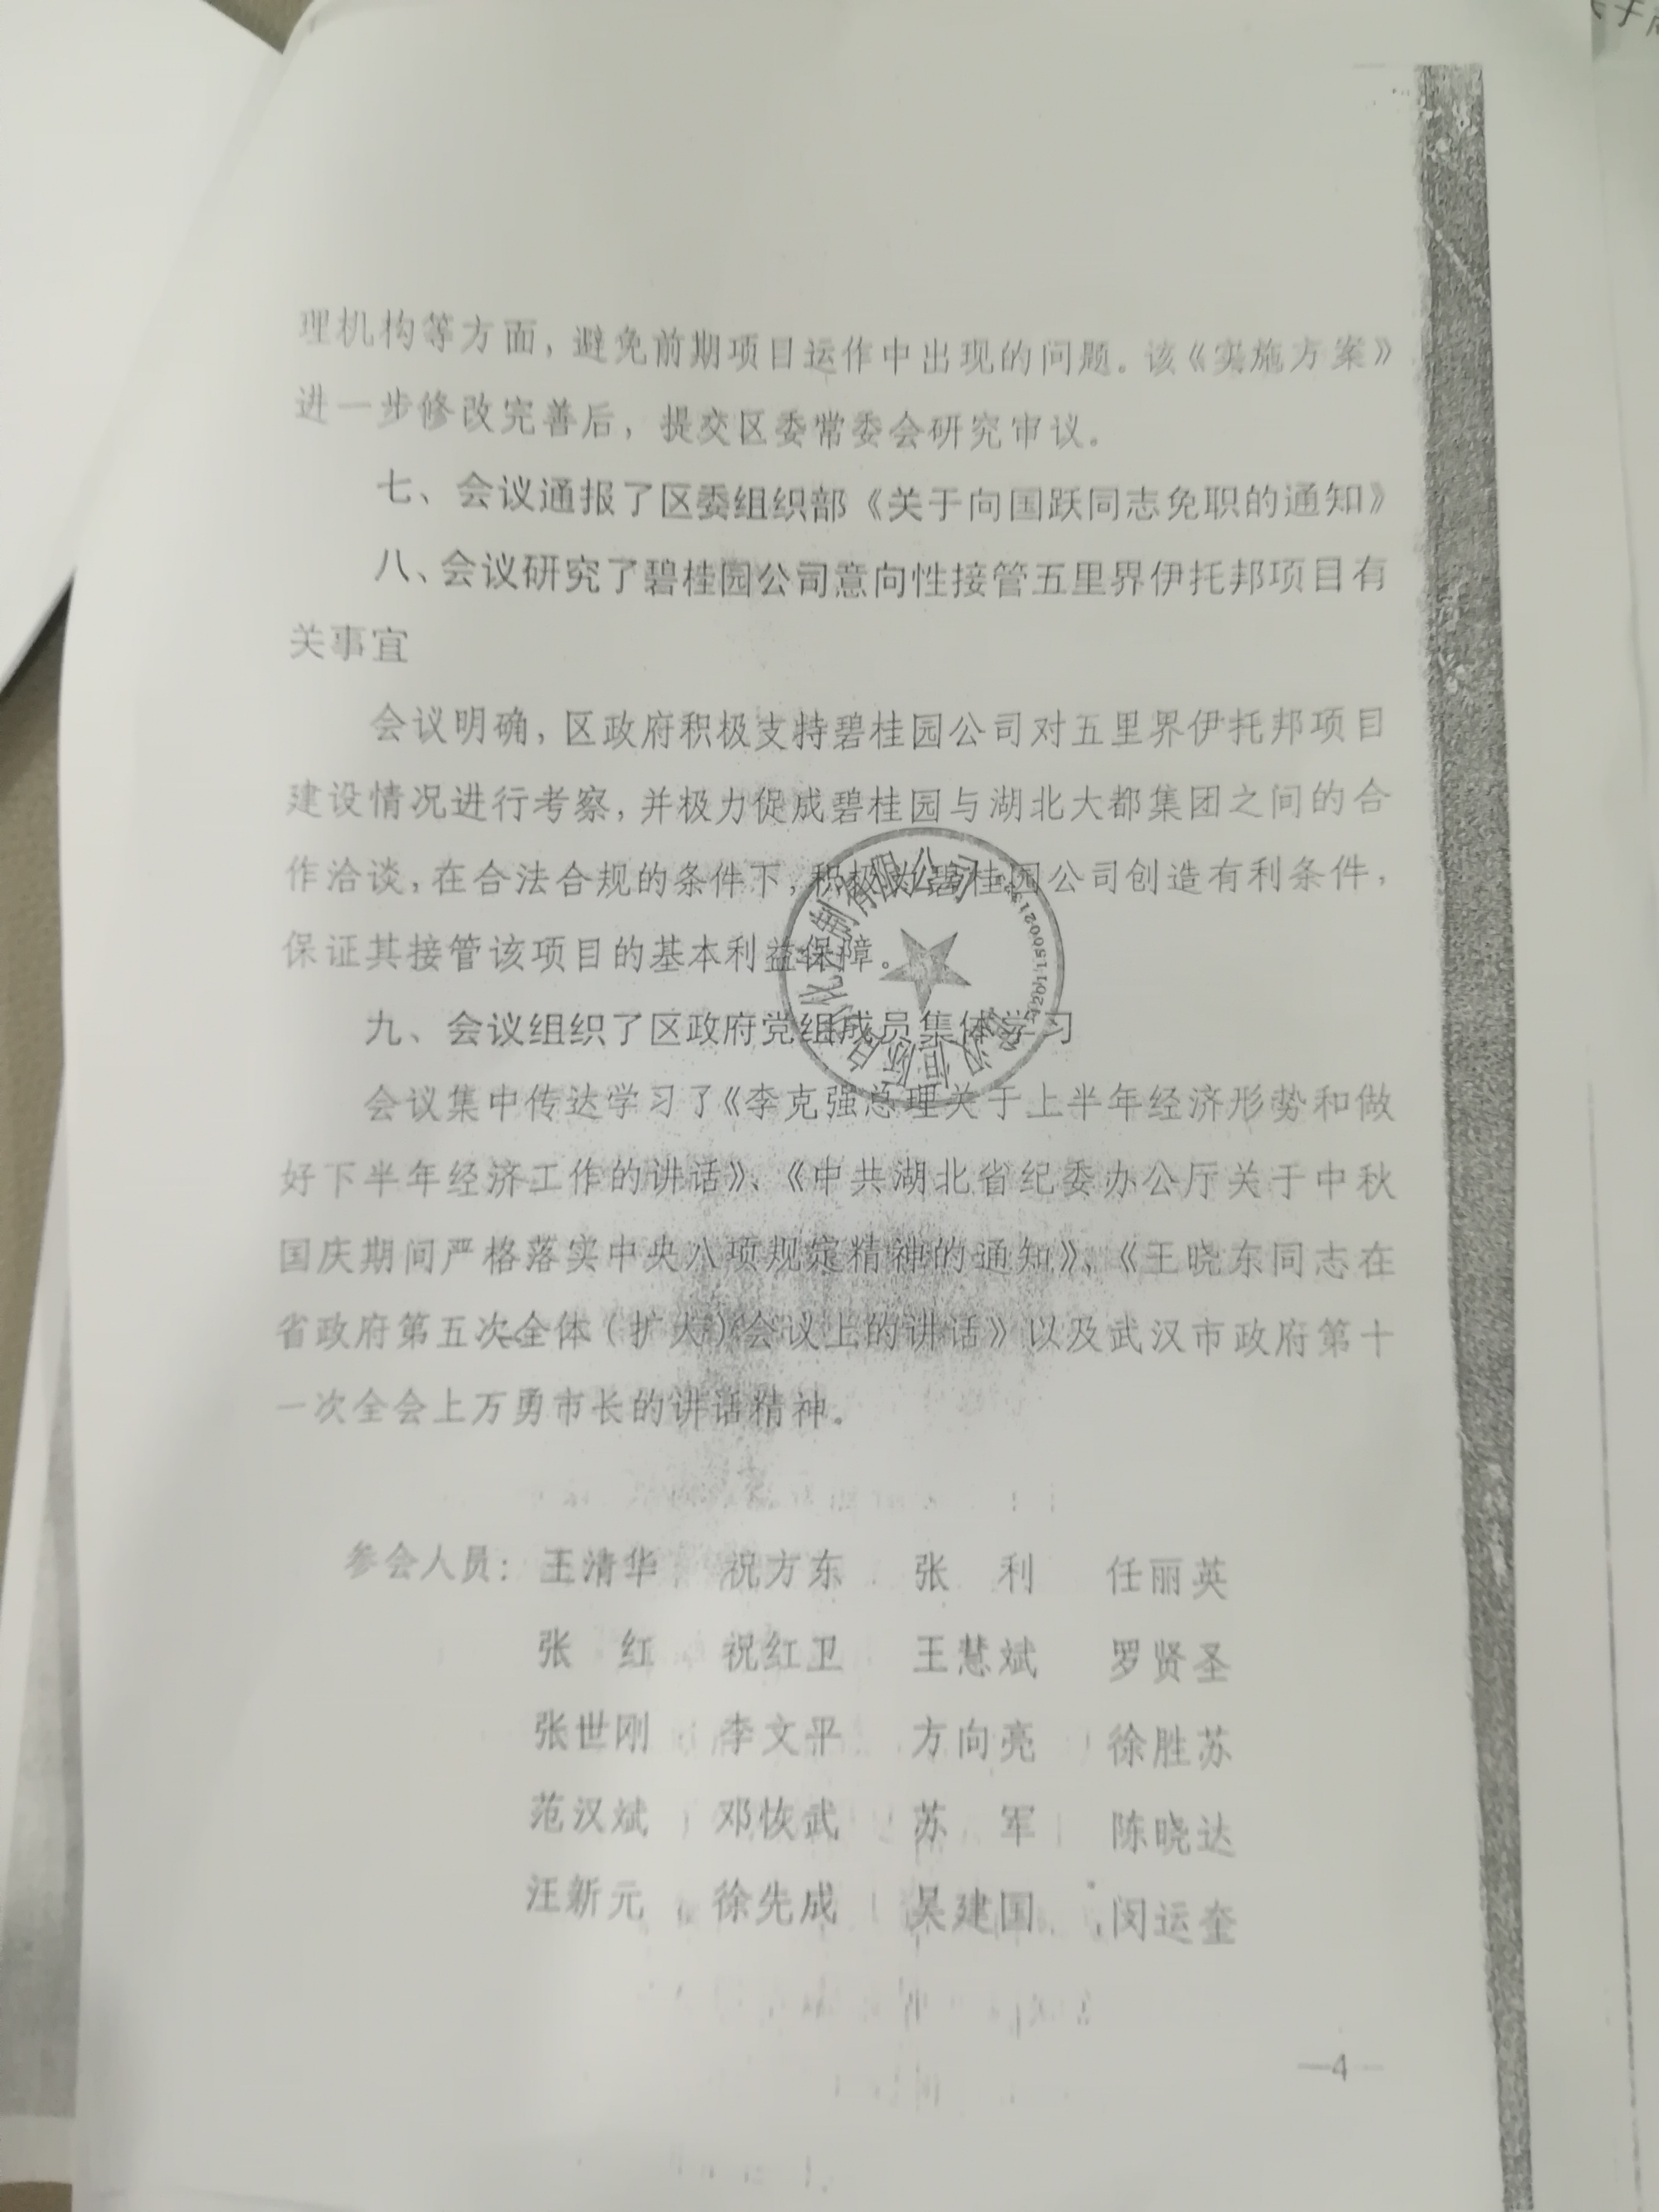 理机构等方面，避免前期项目运作中出现的问题。该《实施方案》
进一步修改完善后，提交区委常委会研究审议。
七、会议通报了区委组织部《关于向国跃同志免职的通知》
八、会议研究了碧桂园公司意向性接管五里界伊托邦项目有
关事宜
会议明确，区政府积极支持碧桂园公司对五里界伊托邦项目
建设情况进行考察，并极力促成碧桂园与湖北大都集团之间的合
作洽谈，在合法合规的条件下，积极为碧桂园公司创造有利条件，
保证其接管该项目的基本利益保障。
九、会议组织了区政府党组成员集体学习
会议集中传达学习了《李克强总理关于上半年经济形势和做
好下半年经济工作的讲话》、《中共湖北省纪委办公厅关于中秋
国庆期间严格落实中央八项规定精神的通知》、《王晓东同志在
省政府第五次全体（扩大）会议上的讲话》以及武汉市政府第十
一次全会上万勇市长的讲话精神。
参会人员：王清华 祝方东 张 利 任丽英
张 红 祝红卫 王慧斌 罗贤圣
张世刚 李文平 方向亮 徐胜苏
范汉斌 邓恢武 苏 军 陈晓达
汪新元 徐先成 吴建国 闵运奎
—4—